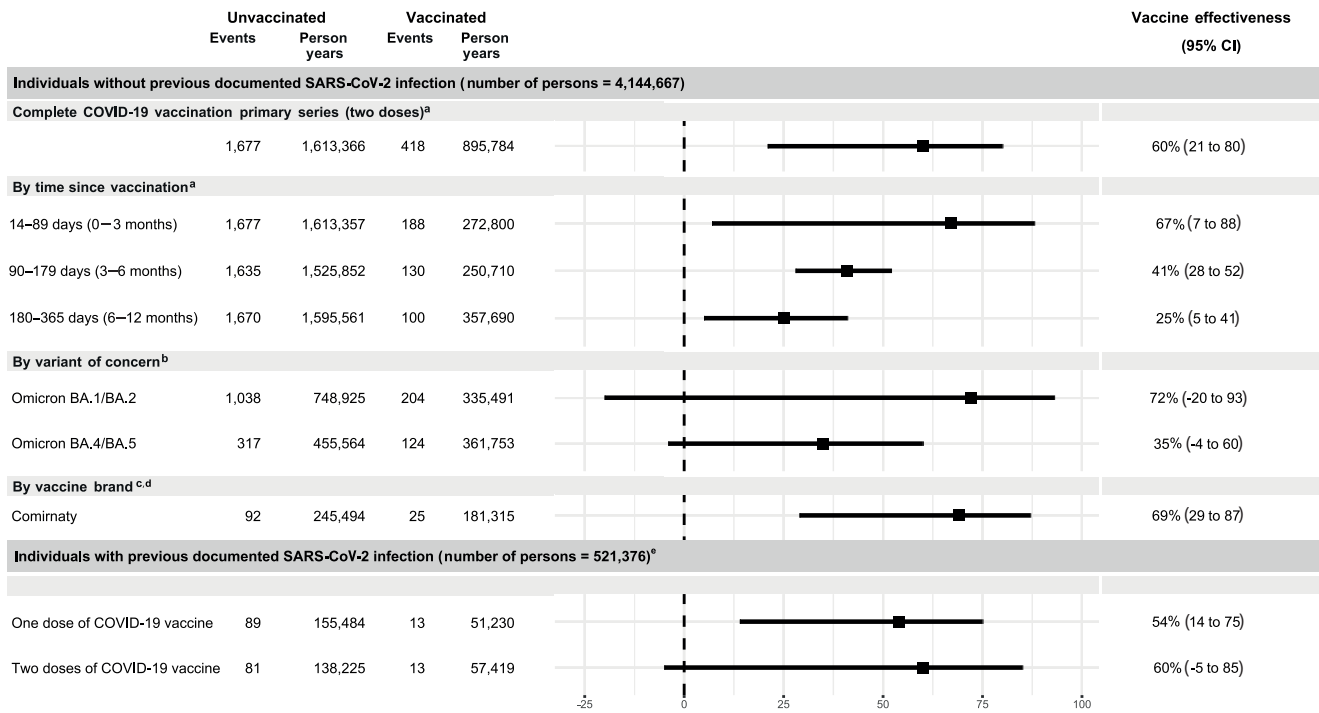 Unvaccinated Vaccinated Vaccine effectiveness
Events Person years Events Person years (95% CI)
Individuals without previous documented SARS-CoV-2 infection (number of persons = 4,144,667)
Complete COVID-19 vaccination primary series (two doses)a
1,677 1,613,366 418 895,784 60% (21 to 80)
By time since vaccinationa
14–89 days (0–3 months) 1,677 1,613,357 188 272,800 67% (7 to 88)
90–179 days (3–6 months) 1,635 1,525,852 130 250,710 41% (28 to 52)
180–365 days (6–12 months) 1,670 1,595,561 100 357,690 25% (5 to 41)
By variant of concernb
Omicron BA.1/BA.2 1,038 748,925 204 335,491 72% (-20 to 93)
Omicron BA.4/BA.5 317 455,564 124 361,753 35% (-4 to 60)
By vaccine brandc,d
Comirnaty 92 245,494 25 181,315 69% (29 to 87)
Individuals with previous documented SARS-CoV-2 infection (number of persons = 521,376)e
One dose of COVID-19 vaccine 89 155,484 13 51,230 54% (14 to 75)
Two doses of COVID-19 vaccine 81 138,225 13 57,419 60% (-5 to 85)
-25 0 25 50 75 100